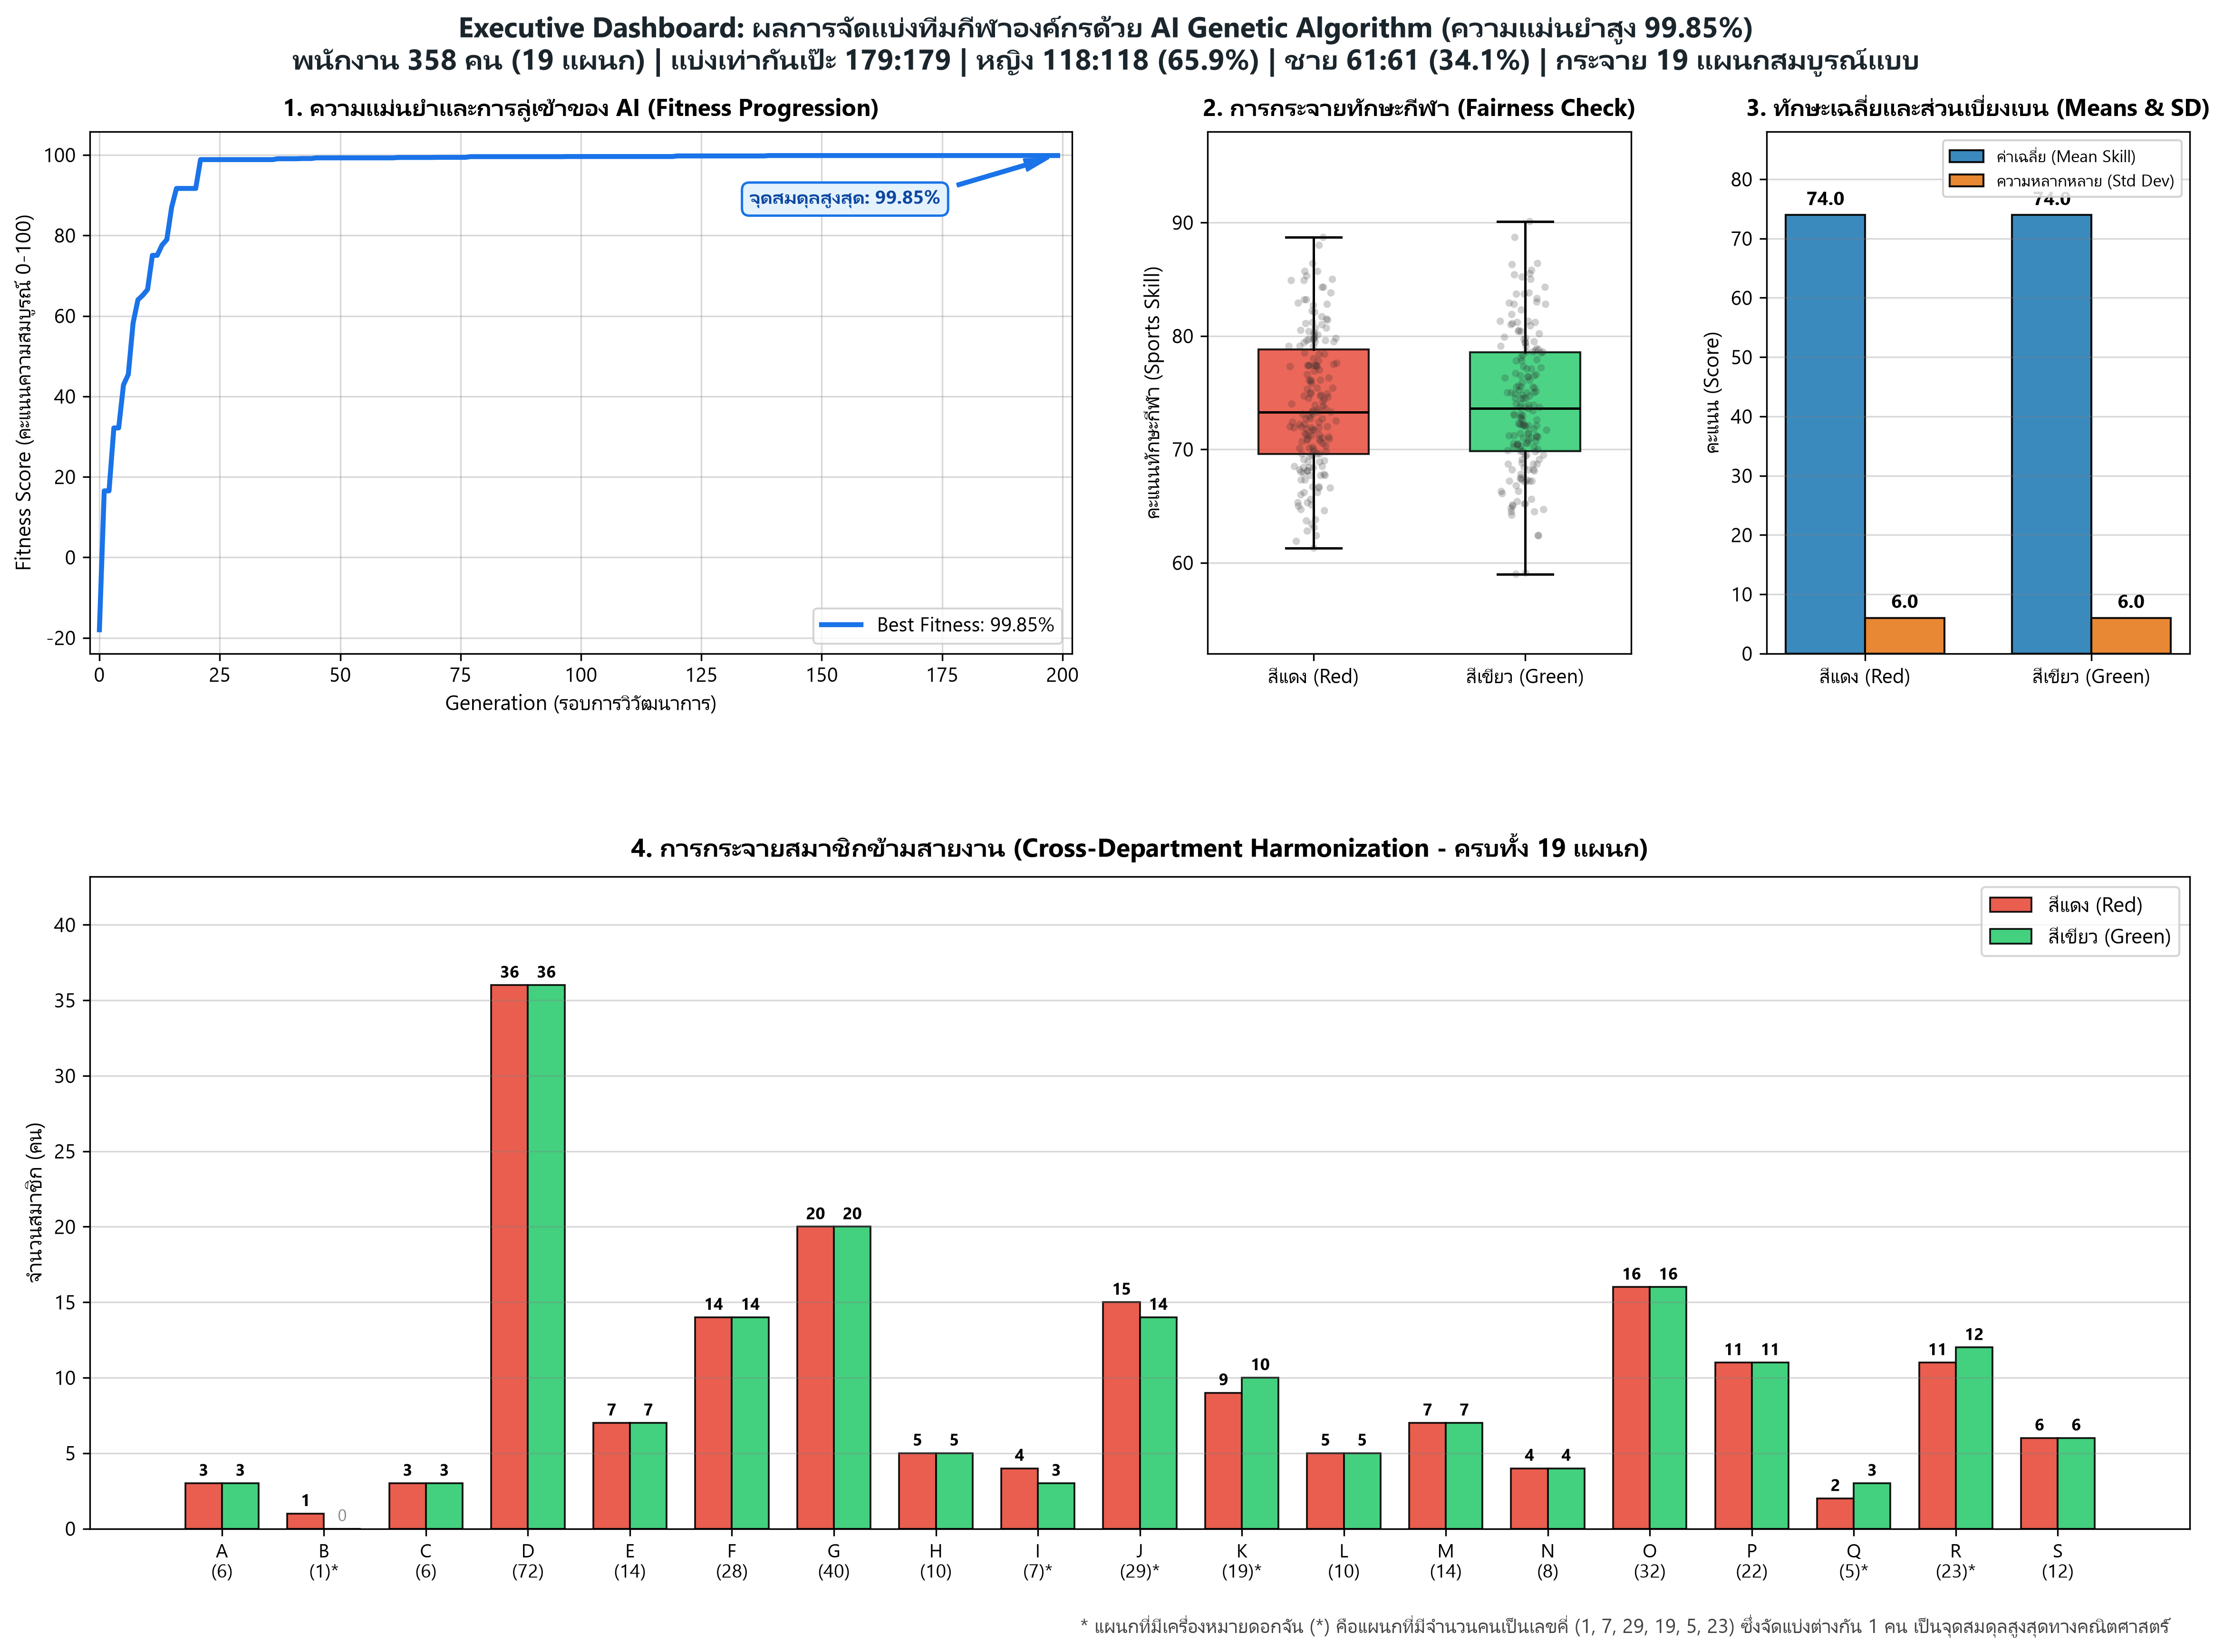 Executive Dashboard: ผลการจัดแบ่งทีมกีฬาองค์กรด้วย AI Genetic Algorithm (ความแม่นยำสูง 99.85%)
พนักงาน 358 คน (19 แผนก) | แบ่งเท่ากันเป๊ะ 179:179 | หญิง 118:118 (65.9%) | ชาย 61:61 (34.1%) | กระจาย 19 แผนกสมบูรณ์แบบ
1. ความแม่นยำและการลู่เข้าของ AI (Fitness Progression)
Fitness Score (คะแนนความสมบูรณ์ 0-100)
100
80
60
40
20
0
-20
จุดสมดุลสูงสุด: 99.85%
Best Fitness: 99.85%
0 25 50 75 100 125 150 175 200
Generation (รอบการวิวัฒนาการ)
2. การกระจายทักษะกีฬา (Fairness Check)
คะแนนทักษะกีฬา (Sports Skill)
90
80
70
60
สีแดง (Red) สีเขียว (Green)
3. ทักษะเฉลี่ยและส่วนเบี่ยงเบน (Means & SD)
คะแนน (Score)
80
70
60
50
40
30
20
10
0
ค่าเฉลี่ย (Mean Skill)
ความหลากหลาย (Std Dev)
74.0 74.0
6.0 6.0
สีแดง (Red) สีเขียว (Green)
4. การกระจายสมาชิกข้ามสายงาน (Cross-Department Harmonization - ครบทั้ง 19 แผนก)
จำนวนสมาชิก (คน)
40
35
30
25
20
15
10
5
0
สีแดง (Red)
สีเขียว (Green)
3 3 1 0 3 3 36 36 7 7 14 14 20 20 5 5 4 3 15 14 9 10 5 5 7 7 4 4 16 16 11 11 2 3 11 12 6 6
A B C D E F G H I J K L M N O P Q R S
(6) (1)* (6) (72) (14) (28) (40) (10) (7)* (29)* (19)* (10) (14) (8) (32) (22) (5)* (23)* (12)
* แผนกที่มีเครื่องหมายดอกจัน (*) คือแผนกที่มีจำนวนคนเป็นเลขคี่ (1, 7, 29, 19, 5, 23) ซึ่งจัดแบ่งต่างกัน 1 คน เป็นจุดสมดุลสูงสุดทางคณิตศาสตร์